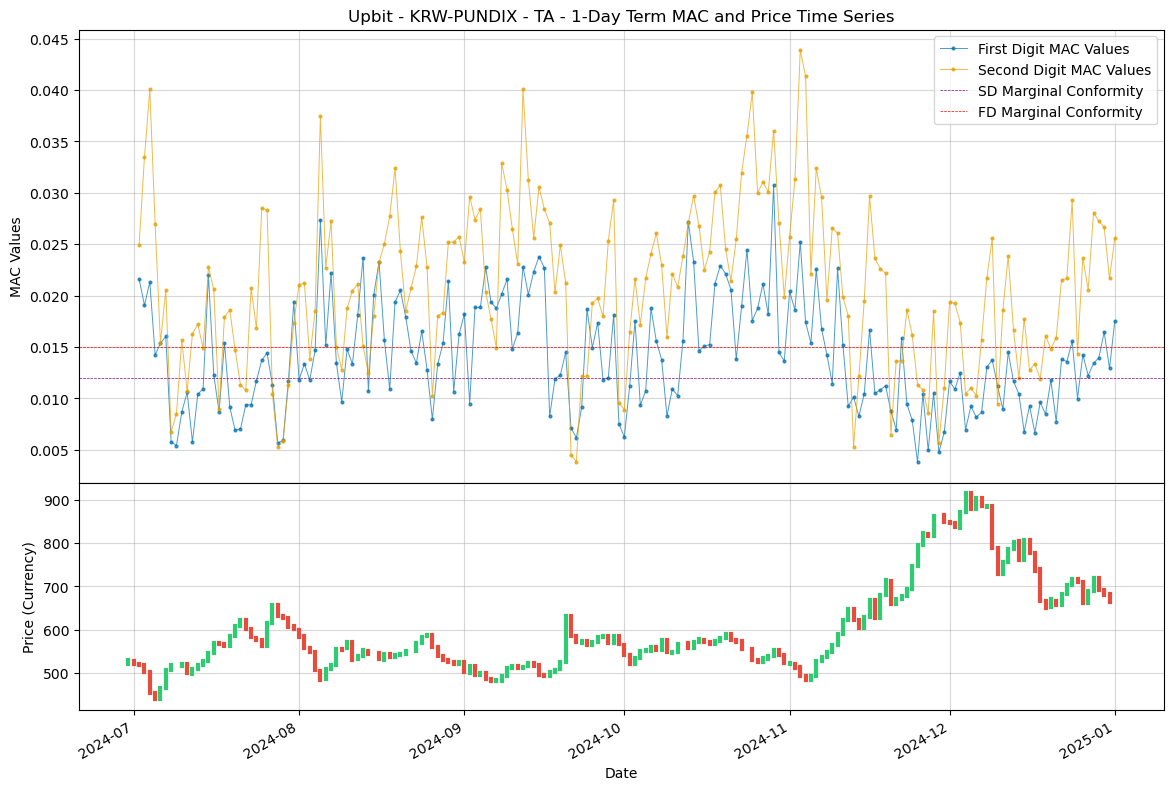 Upbit - KRW-PUNDIX - TA - 1-Day Term MAC and Price Time Series
First Digit MAC Values
Second Digit MAC Values
SD Marginal Conformity
FD Marginal Conformity
MAC Values
0.045
0.040
0.035
0.030
0.025
0.020
0.015
0.010
0.005
Price (Currency)
900
800
700
600
500
2024-07
2024-08
2024-09
2024-10
2024-11
2024-12
2025-01
Date